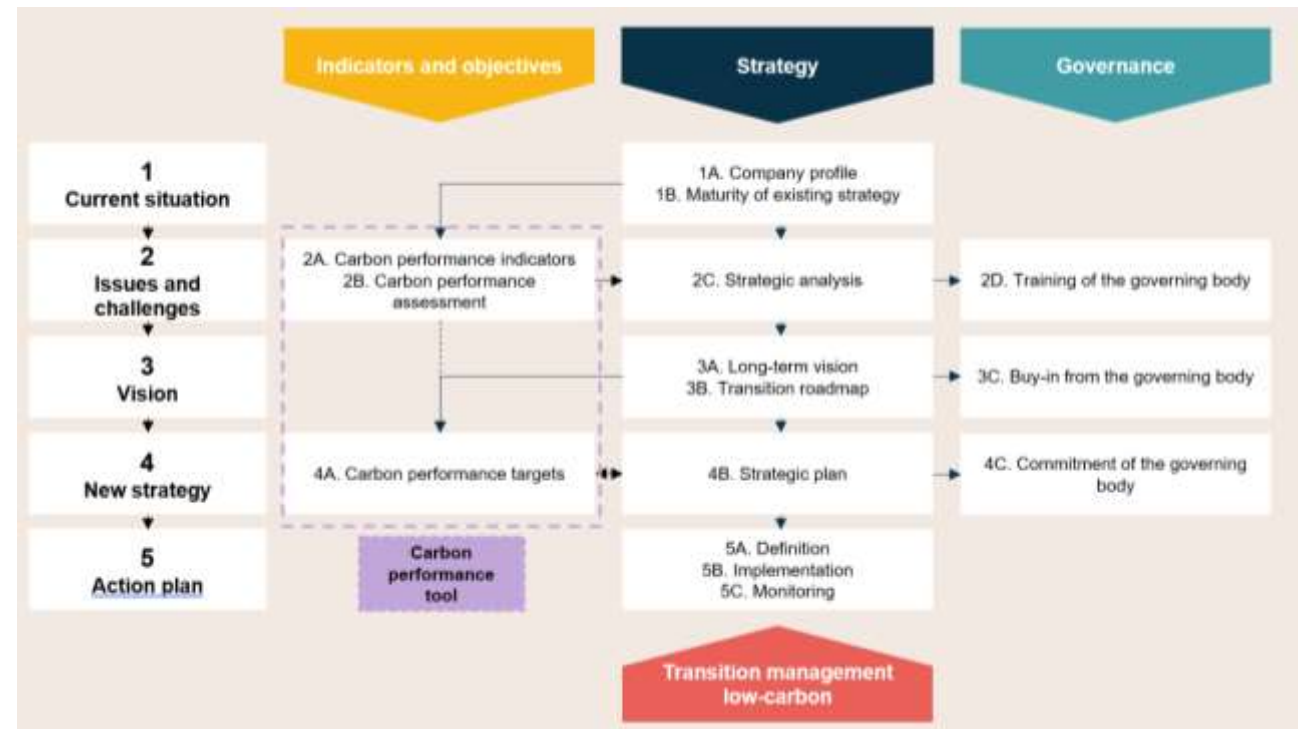 Indicators and objectives
Strategy
Governance
1
Current situation
1A. Company profile
1B. Maturity of existing strategy
2
Issues and
challenges
2A. Carbon performance indicators
2B. Carbon performance
assessment
2C. Strategic analysis
2D. Training of the governing body
3
Vision
3A. Long-term vision
3B. Transition roadmap
3C. Buy-in from the governing body
4
New strategy
4A. Carbon performance targets
4B. Strategic plan
4C. Commitment of the governing
body
5
Action plan
Carbon
performance
tool
5A. Definition
5B. Implementation
5C. Monitoring
Transition management
low-carbon